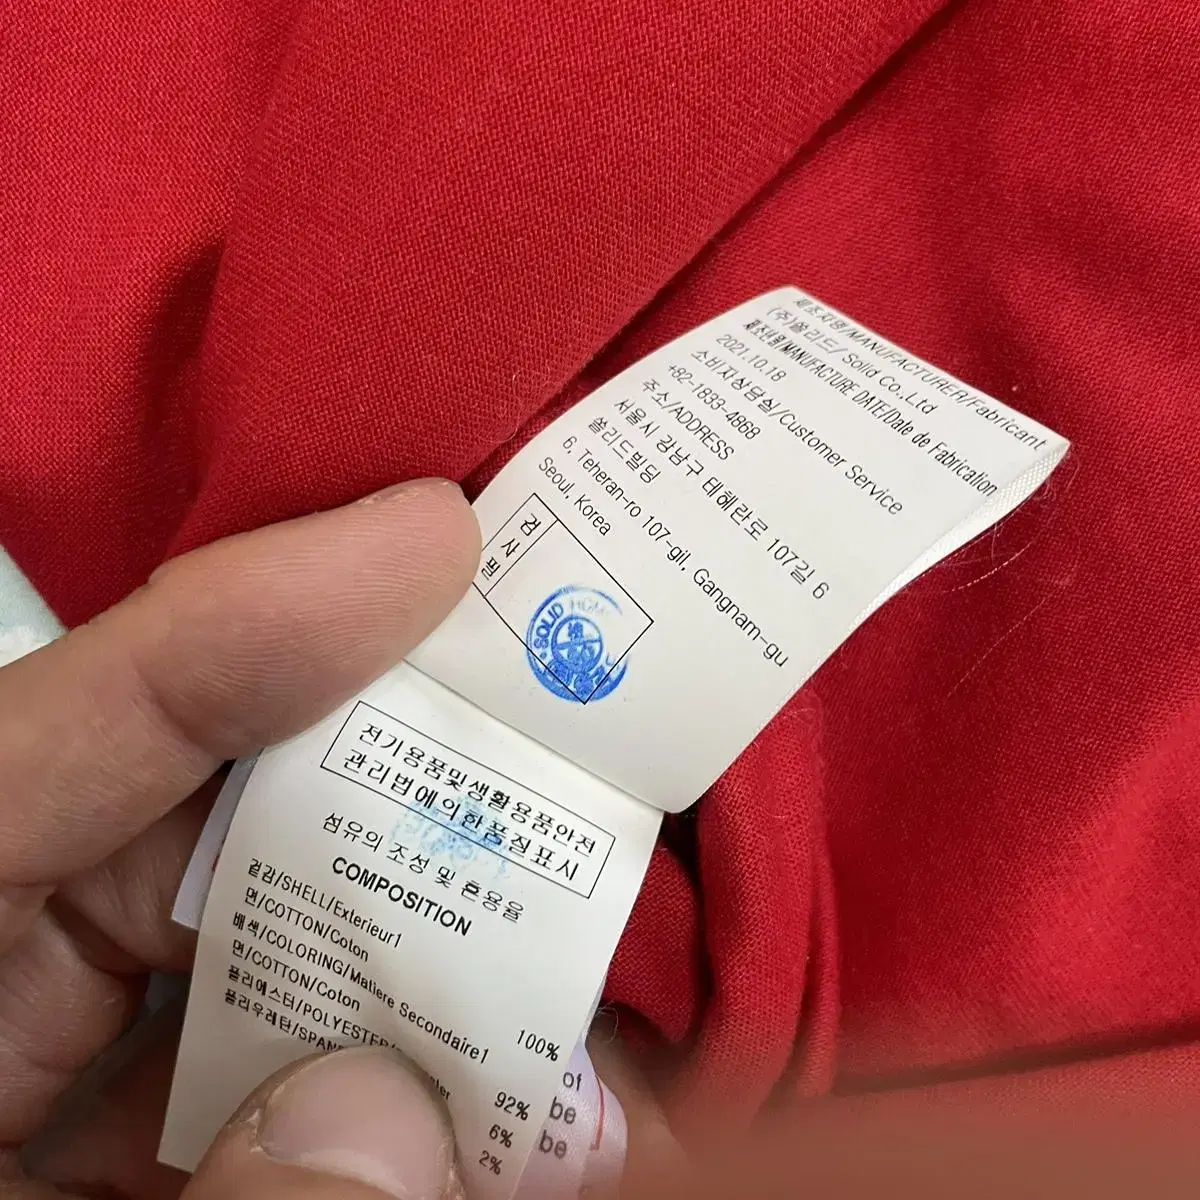 제조자명/MANUFACTURER/Fabricant
(주)쏠리드/ Solid Co.,Ltd
제조년월/MANUFACTURE DATE/Date de Fabrication
2021.10.18
소비자상담실/Customer Service
+82-1833-4868
주소/ADDRESS
서울시 강남구 테헤란로 107길 6
쏠리드빌딩
6, Teheran-ro 107-gil, Gangnam-gu
Seoul, Korea
검사필
SOLID HOM
전기용품및생활용품안전
관리법에의한품질표시
섬유의 조성 및 혼용율
COMPOSITION
겉감/SHELL/Exterieur1
면/COTTON/Coton 100%
배색/COLORING/Matiere Secondaire1
면/COTTON/Coton 92%
폴리에스터/POLYESTER 6%
폴리우레탄/SPAN 2%
of
be
be